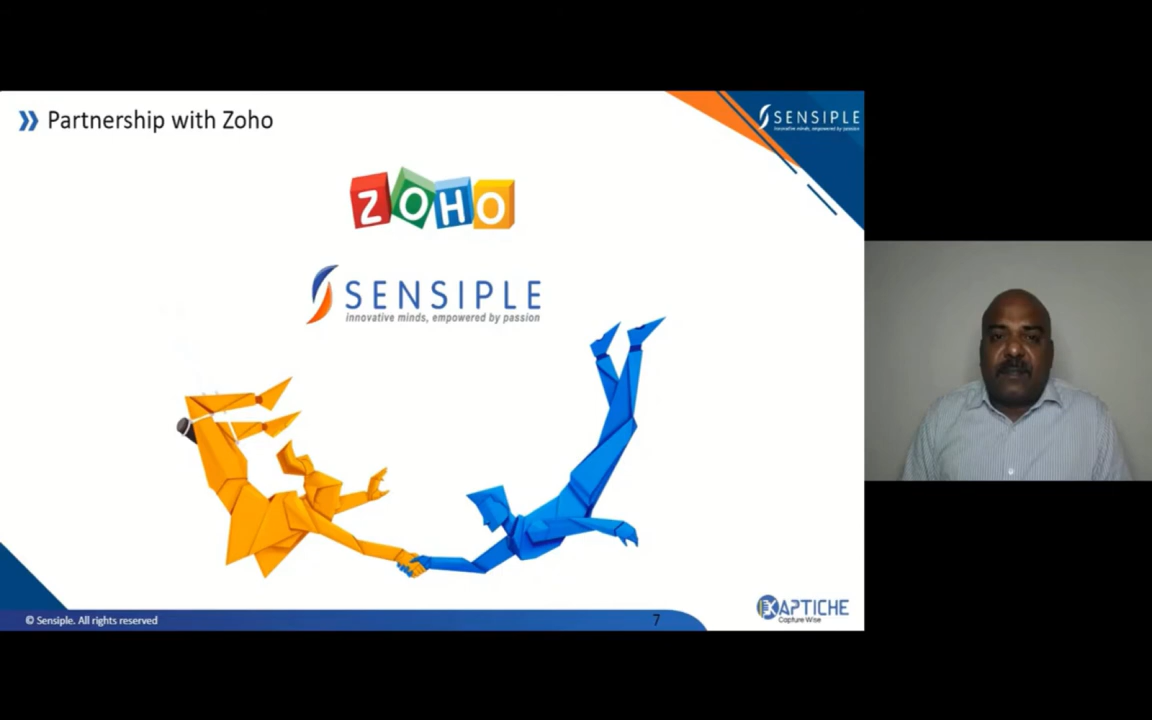 Partnership with Zoho
SENSIPLE
innovative minds, empowered by passion
ZOHO
SENSIPLE
innovative minds, empowered by passion
© Sensiple. All rights reserved
7
KAPTICHE
Capture Wise